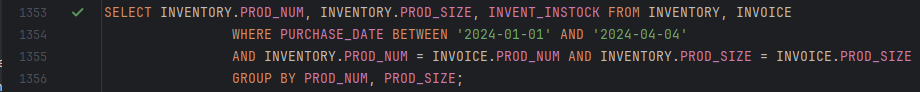 1353 SELECT INVENTORY.PROD_NUM, INVENTORY.PROD_SIZE, INVENT_INSTOCK FROM INVENTORY, INVOICE
1354 WHERE PURCHASE_DATE BETWEEN '2024-01-01' AND '2024-04-04'
1355 AND INVENTORY.PROD_NUM = INVOICE.PROD_NUM AND INVENTORY.PROD_SIZE = INVOICE.PROD_SIZE
1356 GROUP BY PROD_NUM, PROD_SIZE;